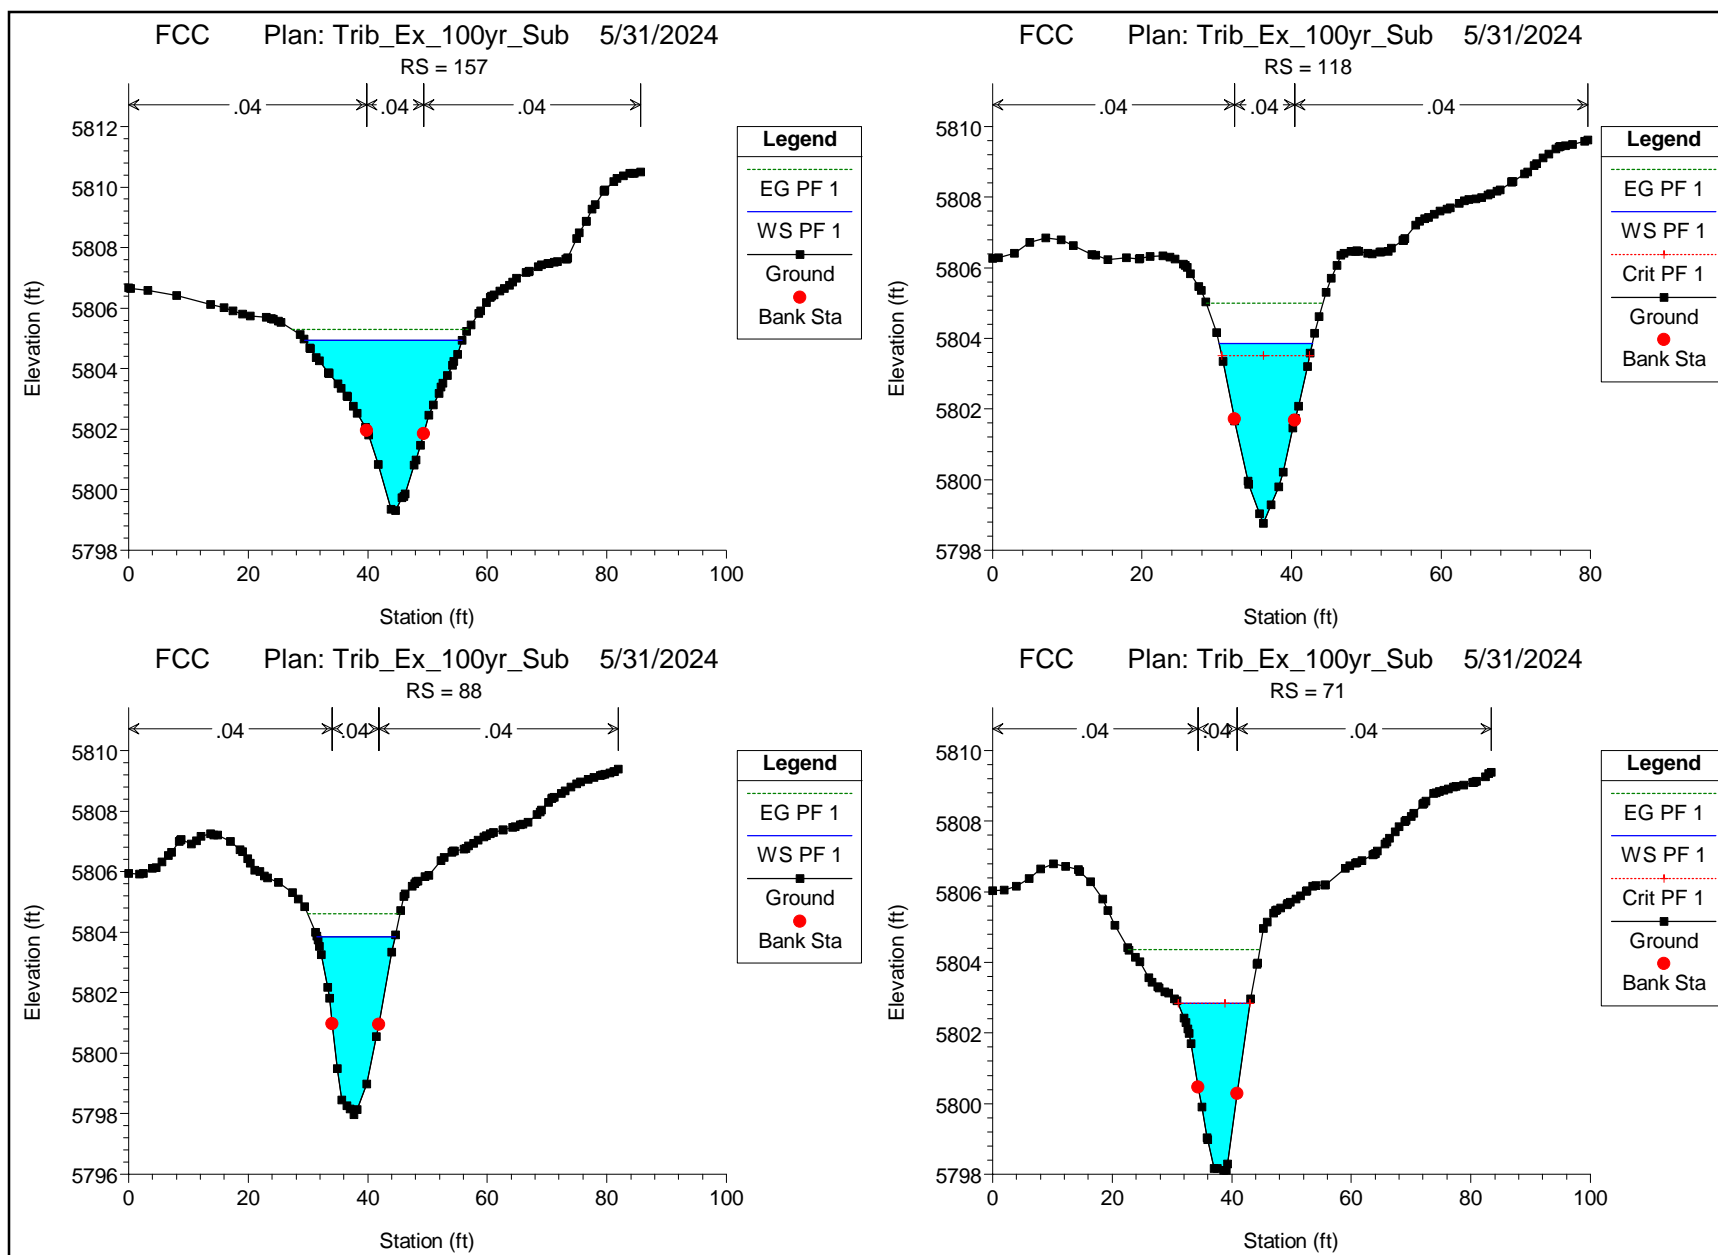 FCC Plan: Trib_Ex_100yr_Sub 5/31/2024
RS = 157
.04 .04 .04
Elevation (ft)
5812
5810
5808
5806
5804
5802
5800
5798
0 20 40 60 80 100
Station (ft)
Legend
EG PF 1
WS PF 1
Ground
Bank Sta
FCC Plan: Trib_Ex_100yr_Sub 5/31/2024
RS = 118
.04 .04 .04
Elevation (ft)
5810
5808
5806
5804
5802
5800
5798
0 20 40 60 80
Station (ft)
Legend
EG PF 1
WS PF 1
Crit PF 1
Ground
Bank Sta
FCC Plan: Trib_Ex_100yr_Sub 5/31/2024
RS = 88
.04 .04 .04
Elevation (ft)
5810
5808
5806
5804
5802
5800
5798
5796
0 20 40 60 80 100
Station (ft)
Legend
EG PF 1
WS PF 1
Ground
Bank Sta
FCC Plan: Trib_Ex_100yr_Sub 5/31/2024
RS = 71
.04 .04 .04
Elevation (ft)
5810
5808
5806
5804
5802
5800
5798
0 20 40 60 80 100
Station (ft)
Legend
EG PF 1
WS PF 1
Crit PF 1
Ground
Bank Sta